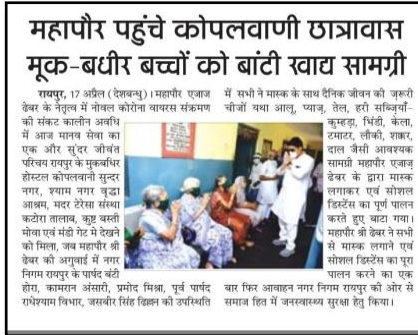 महापौर पहुंचे कोपलवाणी छात्रावास
मूक-बधीर बच्चों को बांटी खाद्य सामग्री
रायपुर, 17 अप्रैल (देशबन्धु)। महापौर एजाज
ढेबर के नेतृत्व में नोवल कोरोना वायरस संक्रमण
की संकट कालीन अवधि
में आज मानव सेवा का
एक और सुंदर जीवंत
परिचय रायपुर के मुकबधिर
होस्टल कोपलवानी सुन्दर
नगर, श्याम नगर वृद्धा
आश्रम, मदर टेरेसा संस्था
कटोरा तालाब, कुष्ट बस्ती
मोवा एवं मंडी गेट मे देखने
को मिला, जब महापौर श्री
ढेबर की अगुवाई में नगर
निगम रायपुर के पार्षद बंटी
होरा, कामरान अंसारी, प्रमोद मिश्रा, पूर्व पार्षद
राधेश्याम विभार, जसबीर सिंह ढिल्लन की उपस्थिति
में सभी ने मास्क के साथ दैनिक जीवन की जरूरी
चीजों यथा आलू, प्याज, तेल, हरी सब्ज़ियाँ-
कुम्हड़ा, भिंडी, केला,
टमाटर, लौकी, शक्कर,
दाल जैसी आवश्यक
सामग्री महापौर एजाज
ढेबर के द्वारा मास्क
लगाकर एवं सोशल
डिस्टेंस का पूर्ण पालन
करते हुए बाटा गया।
महापौर श्री ढेबर ने सभी
से मास्क लगाने एवं
सोशल डिस्टेंस का पूरा
पालन करने का एक
बार फिर आवाहन नगर निगम रायपुर की ओर से
समाज हित में जनस्वास्थ्य सुरक्षा हेतु किया।